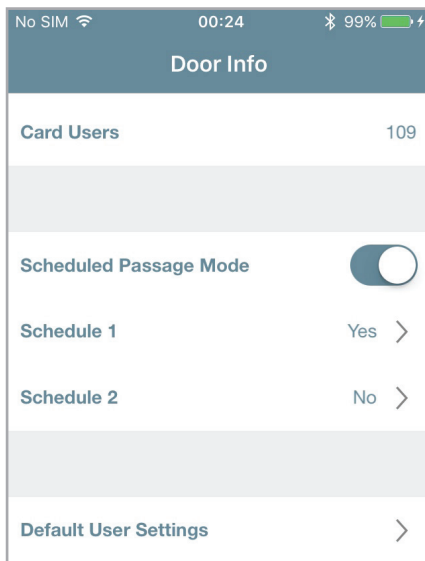 No SIM 00:24 99%
Door Info
Card Users 109
Scheduled Passage Mode
Schedule 1 Yes
Schedule 2 No
Default User Settings